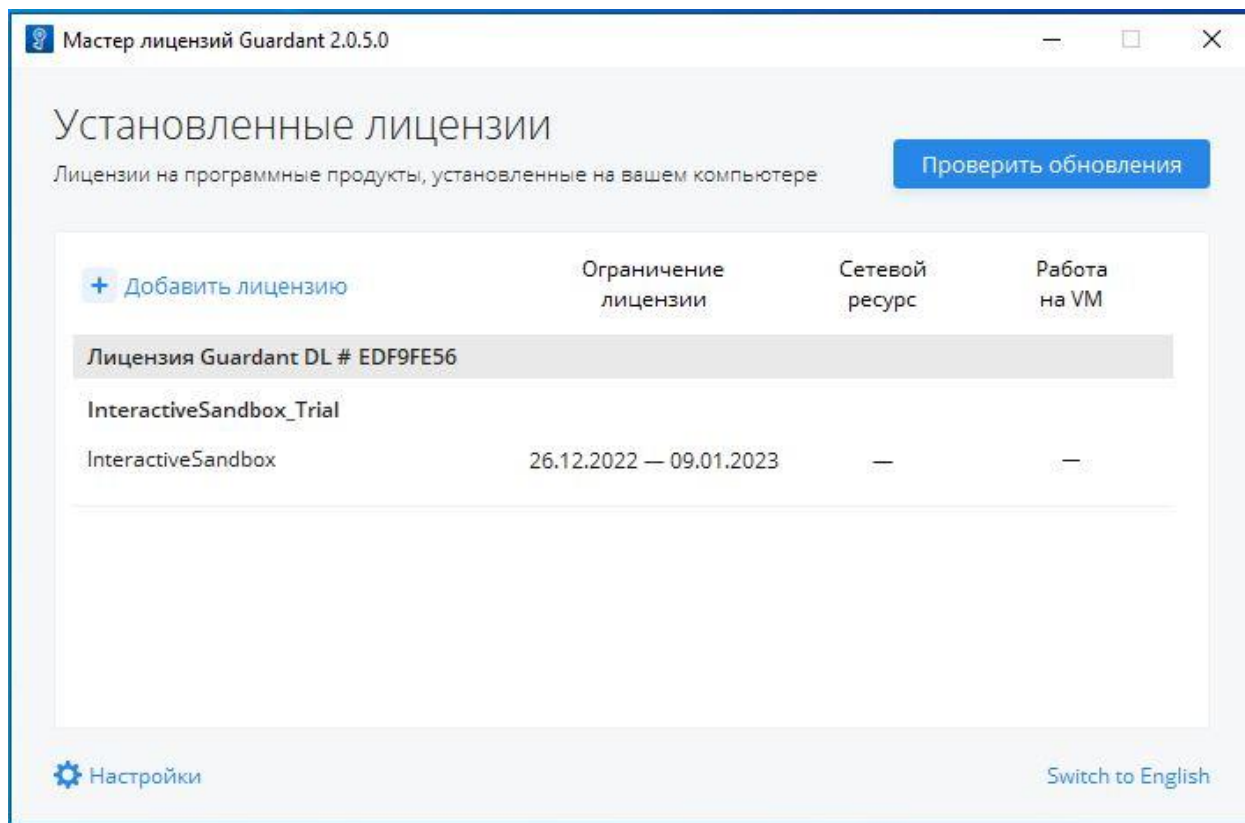 Мастер лицензий Guardant 2.0.5.0
Установленные лицензии
Лицензии на программные продукты, установленные на вашем компьютере
Проверить обновления
+ Добавить лицензию
Ограничение
лицензии
Сетевой
ресурс
Работа
на VM
Лицензия Guardant DL # EDF9FE56
InteractiveSandbox_Trial
InteractiveSandbox 26.12.2022 — 09.01.2023 — —
Настройки
Switch to English